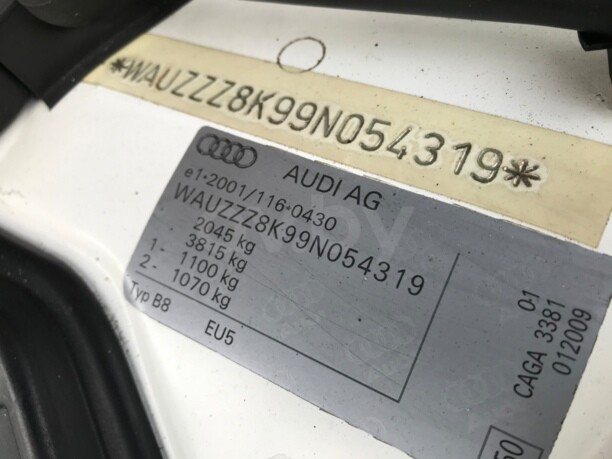 *WAUZZZ8K99N054319*
AUDI AG
e1*2001/116*0430
WAUZZZ8K99N054319
2045 kg
3815 kg
1- 1100 kg
2- 1070 kg
Typ B8
EU5
01
CAGA 3381
012009
50